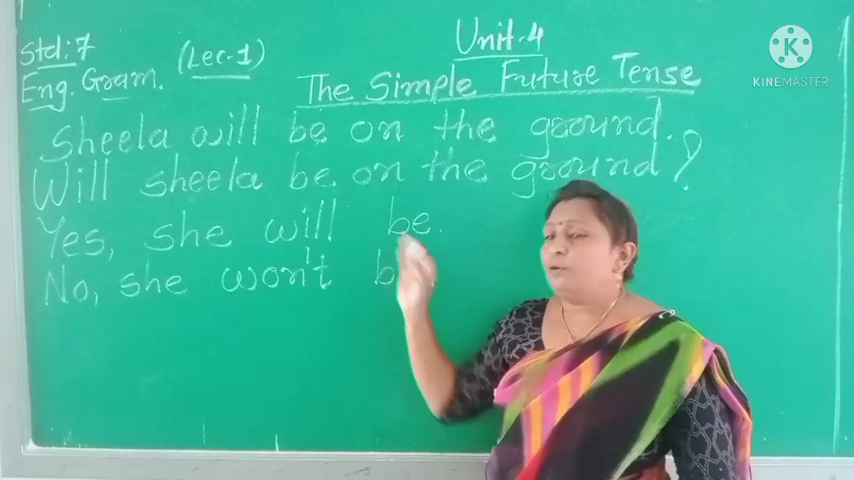 Std:7
Eng. Gram.
(Lec-1)
Unit-4
The Simple Future Tense
Sheela will be on the ground.
Will sheela be on the ground?
Yes, she will be.
No, she won't b
KINEMASTER